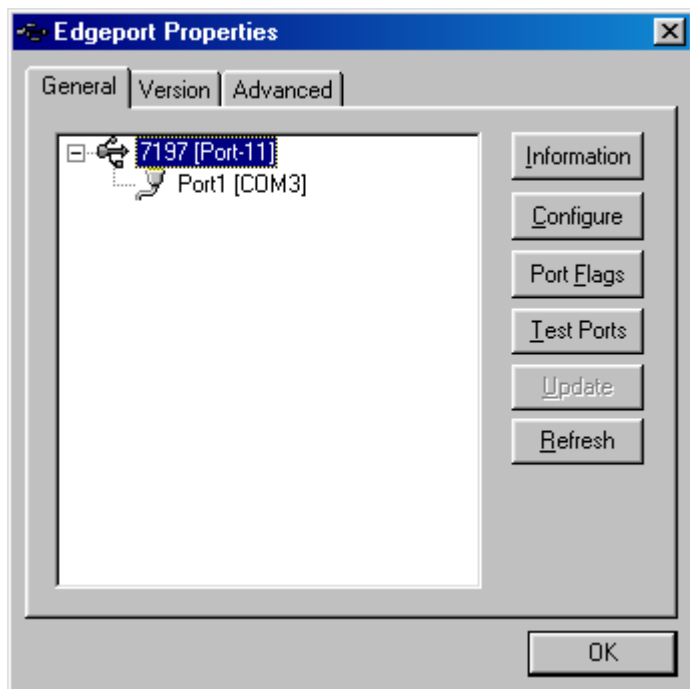 Edgeport Properties
General Version Advanced
7197 [Port-11]
Port1 [COM3]
Information
Configure
Port Flags
Test Ports
Update
Refresh
OK